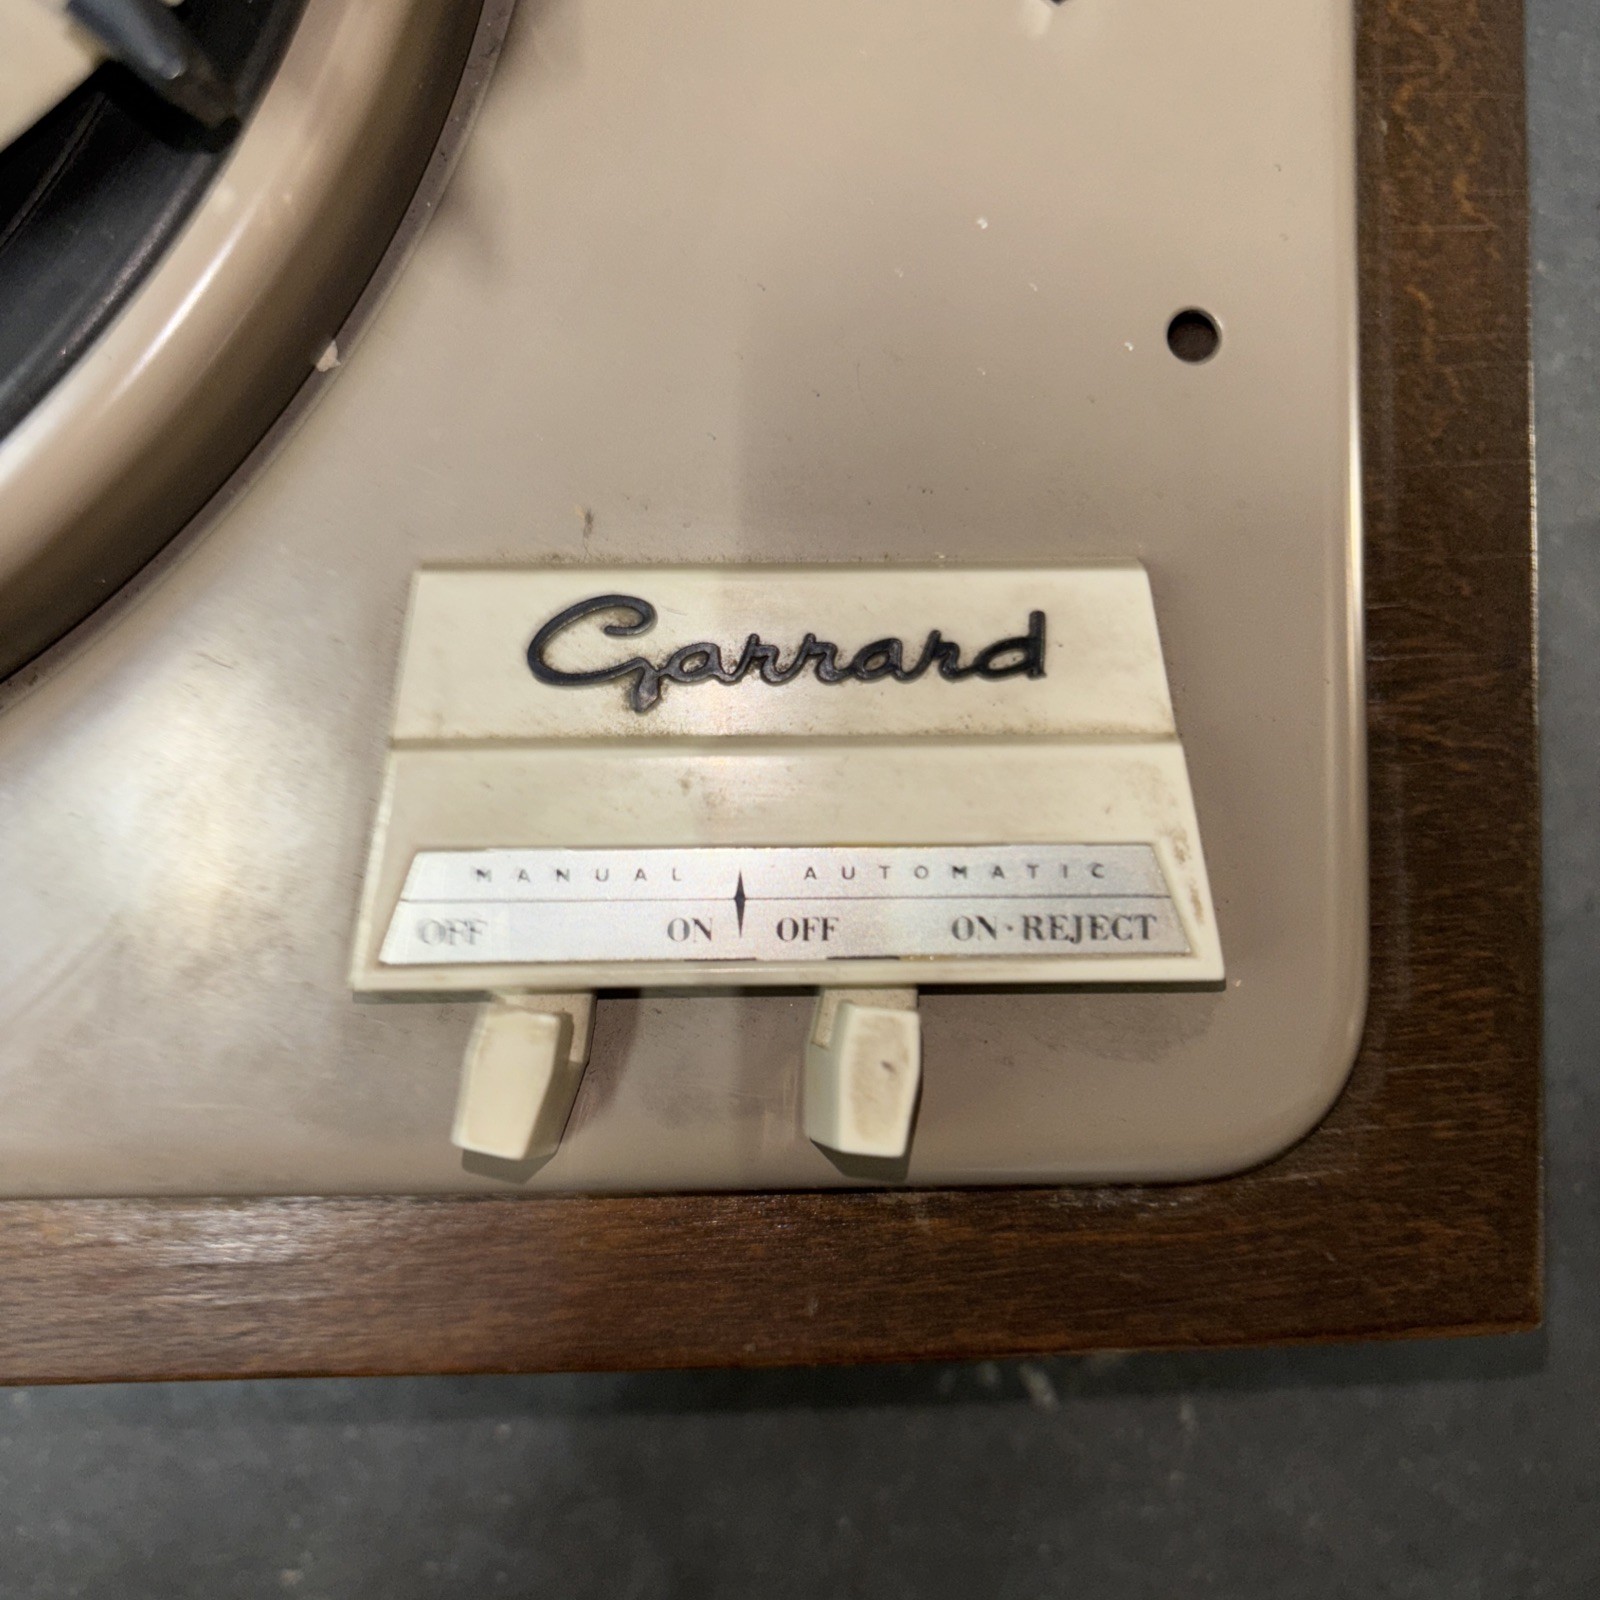 Garrard
MANUAL AUTOMATIC
OFF ON OFF ON·REJECT